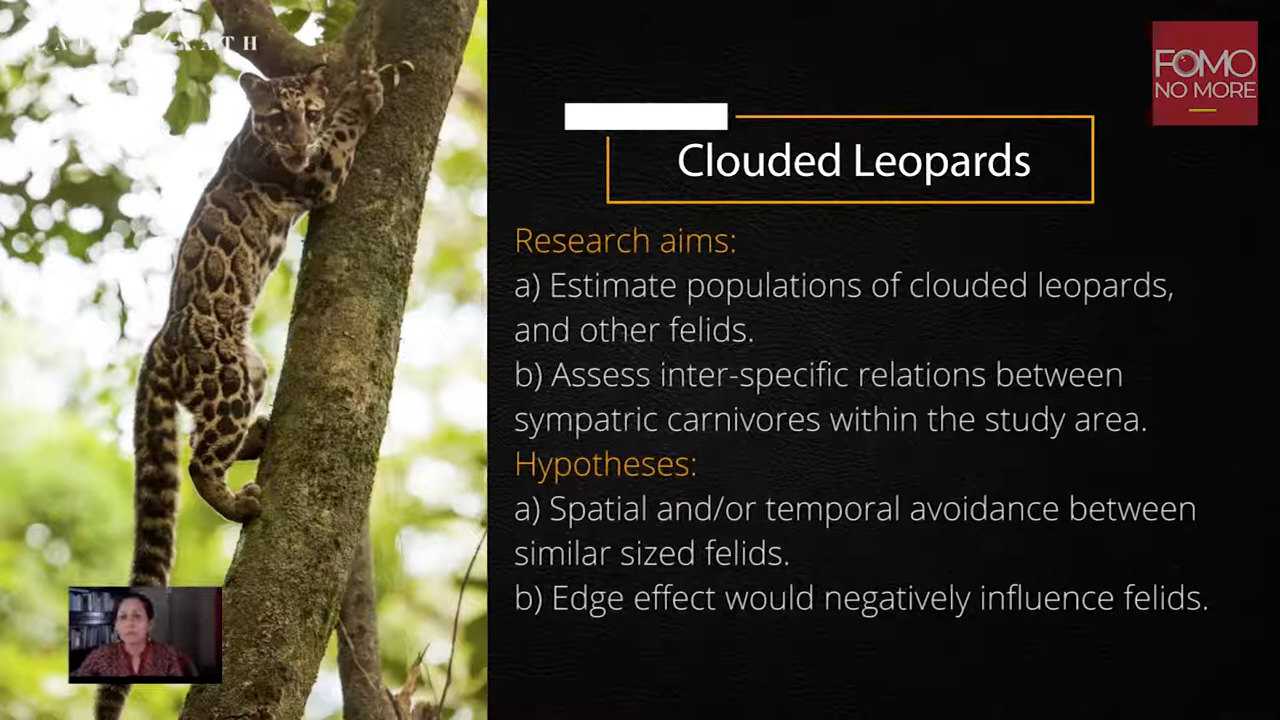 FOMO
NO MORE
Clouded Leopards
Research aims:
a) Estimate populations of clouded leopards,
and other felids.
b) Assess inter-specific relations between
sympatric carnivores within the study area.
Hypotheses:
a) Spatial and/or temporal avoidance between
similar sized felids.
b) Edge effect would negatively influence felids.